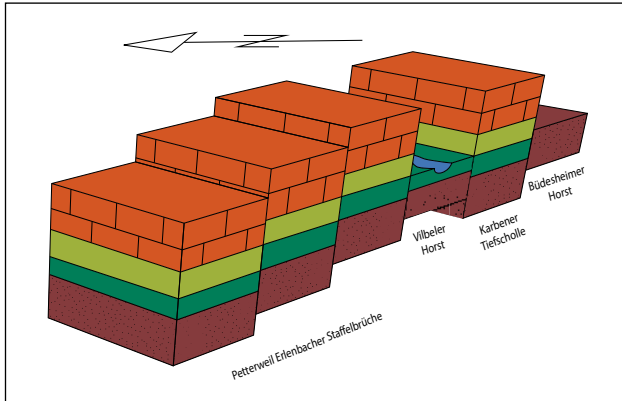 Vilbeler
Horst
Karbener
Tiefscholle
Büdesheimer
Horst
Petterweil Erlenbacher Staffelbrüche